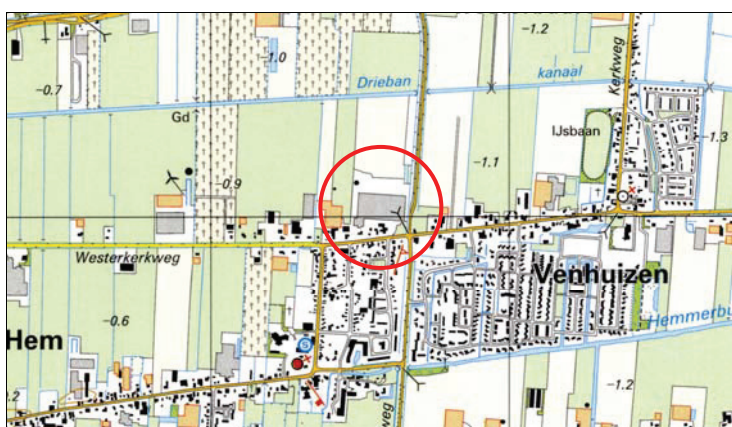 -1.0
-1.2
-0.7
Drieban
kanaal
Kerkweg
Gd
IJsbaan
-1.3
-1.1
-0.9
Westerkerkweg
Venhuizen
-0.6
Hem
Hemmerbu
-1.2
.2
weg